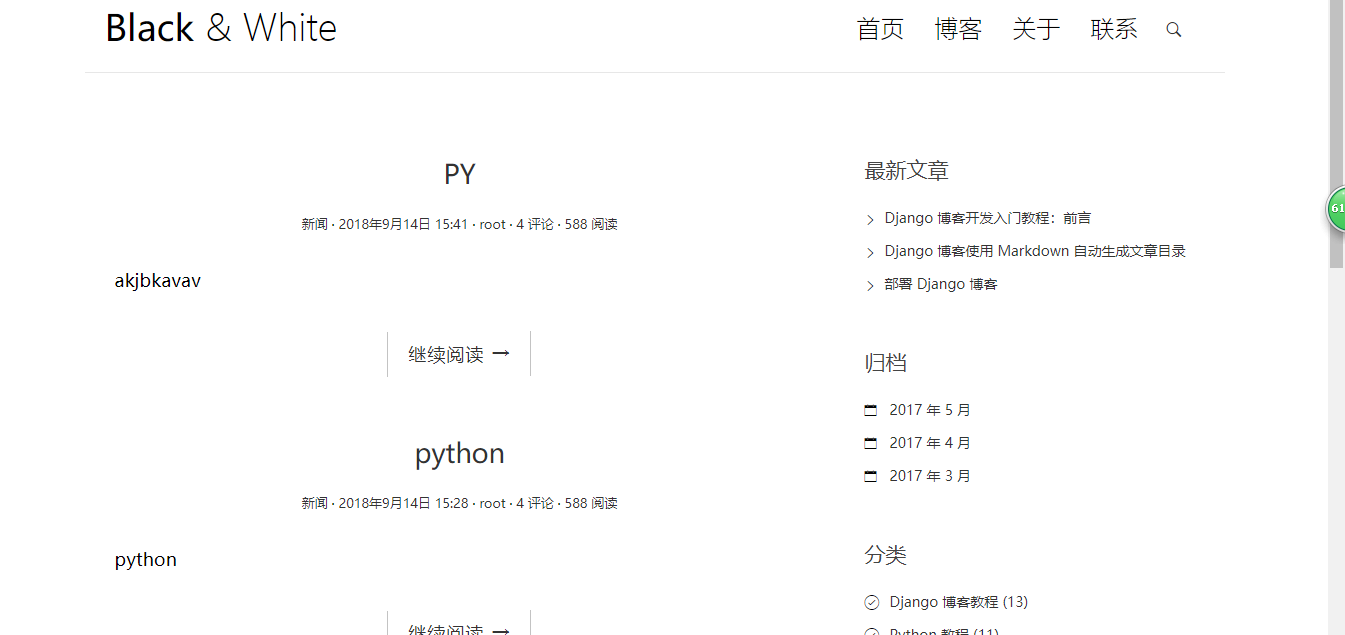 Black & White
首页 博客 关于 联系
PY
新闻 · 2018年9月14日 15:41 · root · 4 评论 · 588 阅读
akjbkavav
继续阅读 →
python
新闻 · 2018年9月14日 15:28 · root · 4 评论 · 588 阅读
python
继续阅读 →
最新文章
Django 博客开发入门教程：前言
Django 博客使用 Markdown 自动生成文章目录
部署 Django 博客
归档
2017 年 5 月
2017 年 4 月
2017 年 3 月
分类
Django 博客教程 (13)
Python 教程 (11)
61